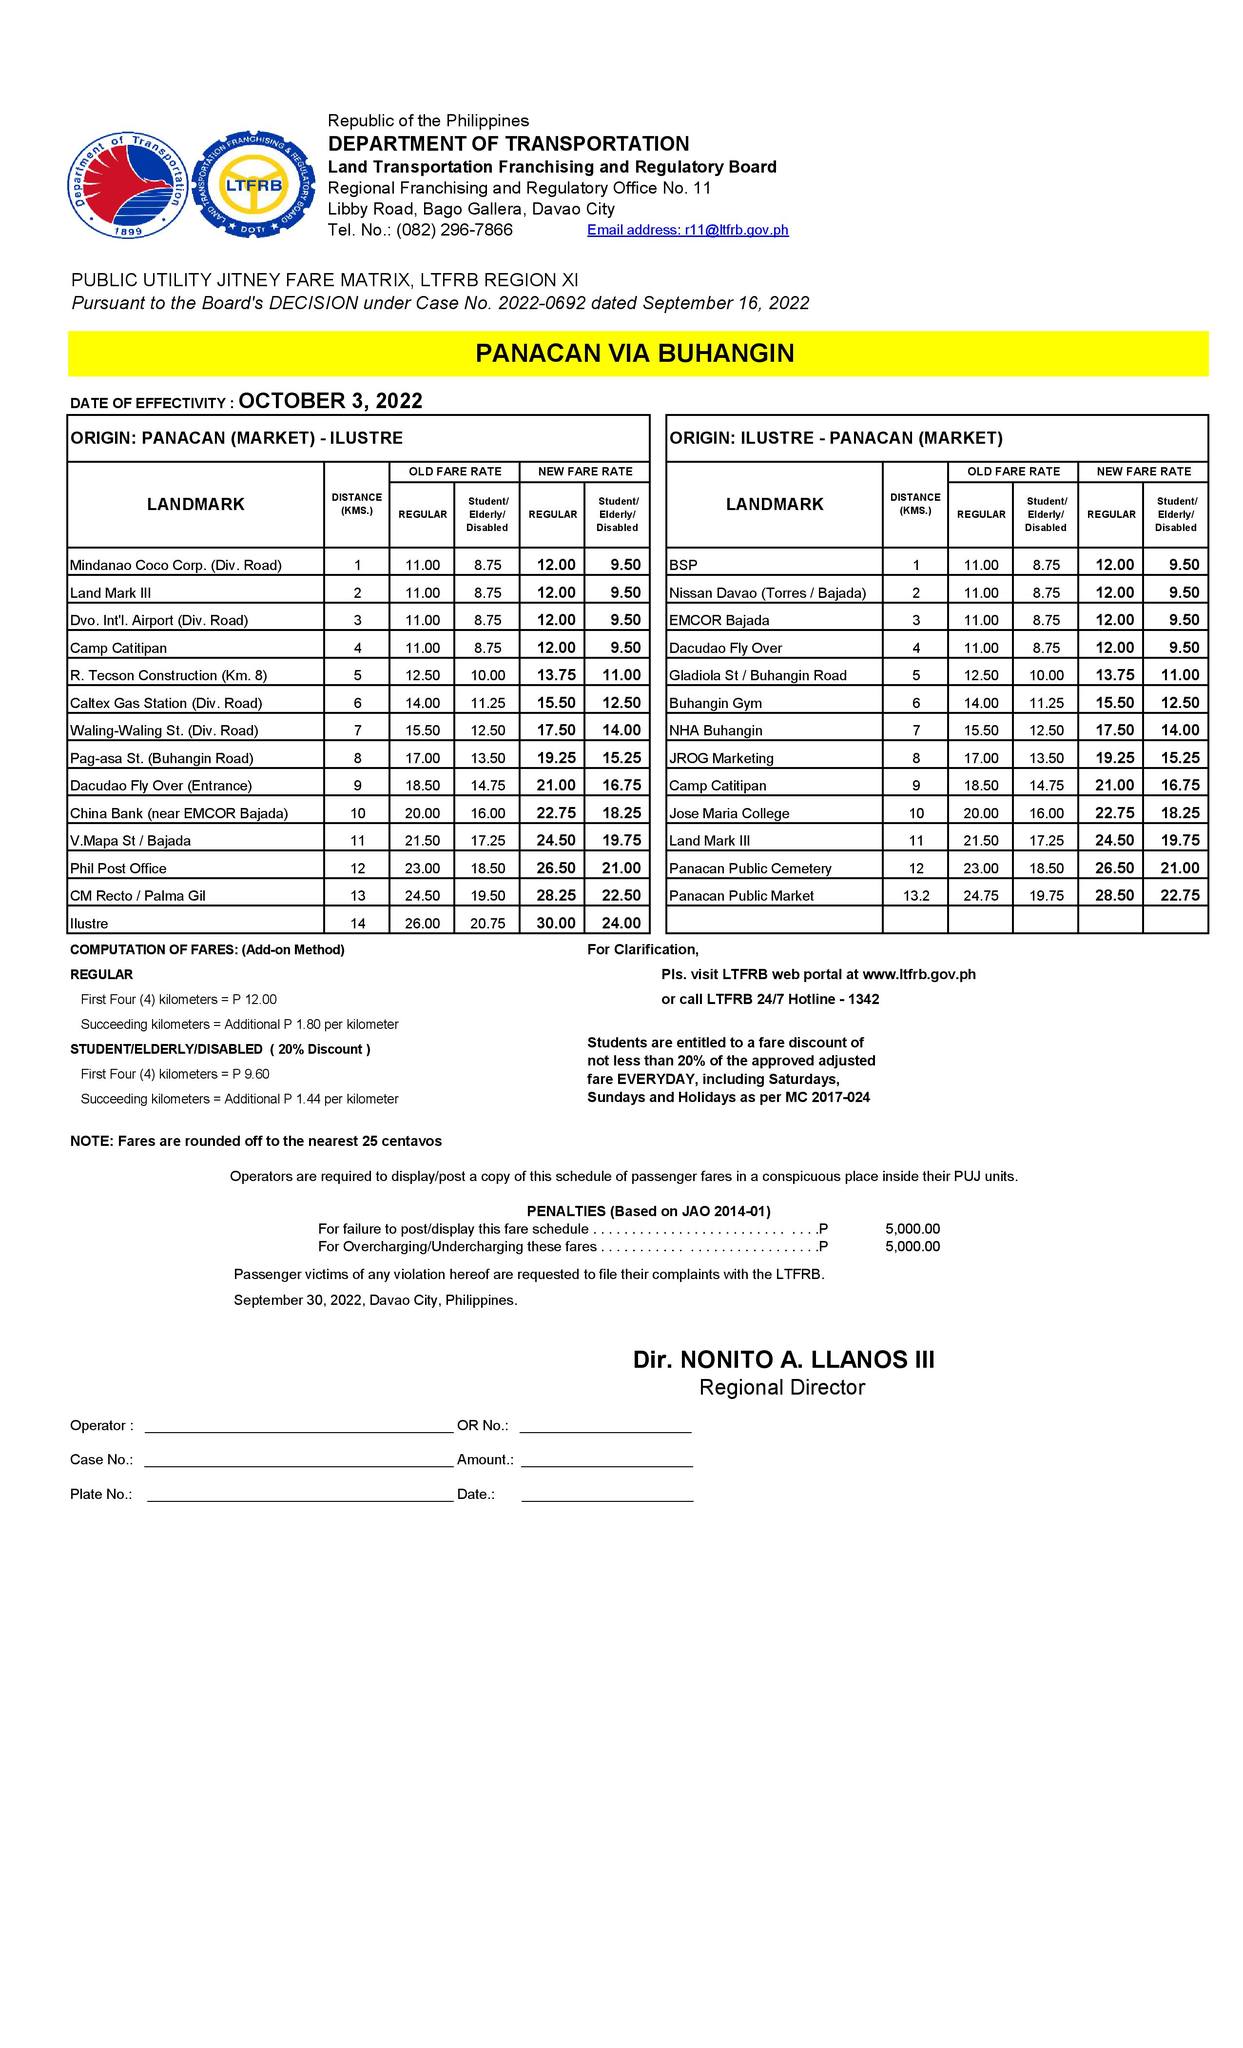 Department of Transportation
1899
LAND TRANSPORTATION FRANCHISING & REGULATORY BOARD
LTFRB
DOTr
Republic of the Philippines
DEPARTMENT OF TRANSPORTATION
Land Transportation Franchising and Regulatory Board
Regional Franchising and Regulatory Office No. 11
Libby Road, Bago Gallera, Davao City
Tel. No.: (082) 296-7866 Email address: r11@ltfrb.gov.ph
PUBLIC UTILITY JITNEY FARE MATRIX, LTFRB REGION XI
Pursuant to the Board's DECISION under Case No. 2022-0692 dated September 16, 2022
PANACAN VIA BUHANGIN
DATE OF EFFECTIVITY : OCTOBER 3, 2022
ORIGIN: PANACAN (MARKET) - ILUSTRE
LANDMARK DISTANCE (KMS.) OLD FARE RATE NEW FARE RATE
REGULAR Student/ Elderly/ Disabled REGULAR Student/ Elderly/ Disabled
Mindanao Coco Corp. (Div. Road) 1 11.00 8.75 12.00 9.50
Land Mark III 2 11.00 8.75 12.00 9.50
Dvo. Int'l. Airport (Div. Road) 3 11.00 8.75 12.00 9.50
Camp Catitipan 4 11.00 8.75 12.00 9.50
R. Tecson Construction (Km. 8) 5 12.50 10.00 13.75 11.00
Caltex Gas Station (Div. Road) 6 14.00 11.25 15.50 12.50
Waling-Waling St. (Div. Road) 7 15.50 12.50 17.50 14.00
Pag-asa St. (Buhangin Road) 8 17.00 13.50 19.25 15.25
Dacudao Fly Over (Entrance) 9 18.50 14.75 21.00 16.75
China Bank (near EMCOR Bajada) 10 20.00 16.00 22.75 18.25
V.Mapa St / Bajada 11 21.50 17.25 24.50 19.75
Phil Post Office 12 23.00 18.50 26.50 21.00
CM Recto / Palma Gil 13 24.50 19.50 28.25 22.50
Ilustre 14 26.00 20.75 30.00 24.00
ORIGIN: ILUSTRE - PANACAN (MARKET)
LANDMARK DISTANCE (KMS.) OLD FARE RATE NEW FARE RATE
REGULAR Student/ Elderly/ Disabled REGULAR Student/ Elderly/ Disabled
BSP 1 11.00 8.75 12.00 9.50
Nissan Davao (Torres / Bajada) 2 11.00 8.75 12.00 9.50
EMCOR Bajada 3 11.00 8.75 12.00 9.50
Dacudao Fly Over 4 11.00 8.75 12.00 9.50
Gladiola St / Buhangin Road 5 12.50 10.00 13.75 11.00
Buhangin Gym 6 14.00 11.25 15.50 12.50
NHA Buhangin 7 15.50 12.50 17.50 14.00
JROG Marketing 8 17.00 13.50 19.25 15.25
Camp Catitipan 9 18.50 14.75 21.00 16.75
Jose Maria College 10 20.00 16.00 22.75 18.25
Land Mark III 11 21.50 17.25 24.50 19.75
Panacan Public Cemetery 12 23.00 18.50 26.50 21.00
Panacan Public Market 13.2 24.75 19.75 28.50 22.75
COMPUTATION OF FARES: (Add-on Method)
REGULAR
First Four (4) kilometers = P 12.00
Succeeding kilometers = Additional P 1.80 per kilometer
STUDENT/ELDERLY/DISABLED ( 20% Discount )
First Four (4) kilometers = P 9.60
Succeeding kilometers = Additional P 1.44 per kilometer
For Clarification,
Pls. visit LTFRB web portal at www.ltfrb.gov.ph
or call LTFRB 24/7 Hotline - 1342
Students are entitled to a fare discount of
not less than 20% of the approved adjusted
fare EVERYDAY, including Saturdays,
Sundays and Holidays as per MC 2017-024
NOTE: Fares are rounded off to the nearest 25 centavos
Operators are required to display/post a copy of this schedule of passenger fares in a conspicuous place inside their PUJ units.
PENALTIES (Based on JAO 2014-01)
For failure to post/display this fare schedule . . . . . . . . . . . . . . . . . . . . . . . . . . . . .P 5,000.00
For Overcharging/Undercharging these fares . . . . . . . . . . . . . . . . . . . . . . . . . . . .P 5,000.00
Passenger victims of any violation hereof are requested to file their complaints with the LTFRB.
September 30, 2022, Davao City, Philippines.
Dir. NONITO A. LLANOS III
Regional Director
Operator : OR No.:
Case No.: Amount.:
Plate No.: Date.: